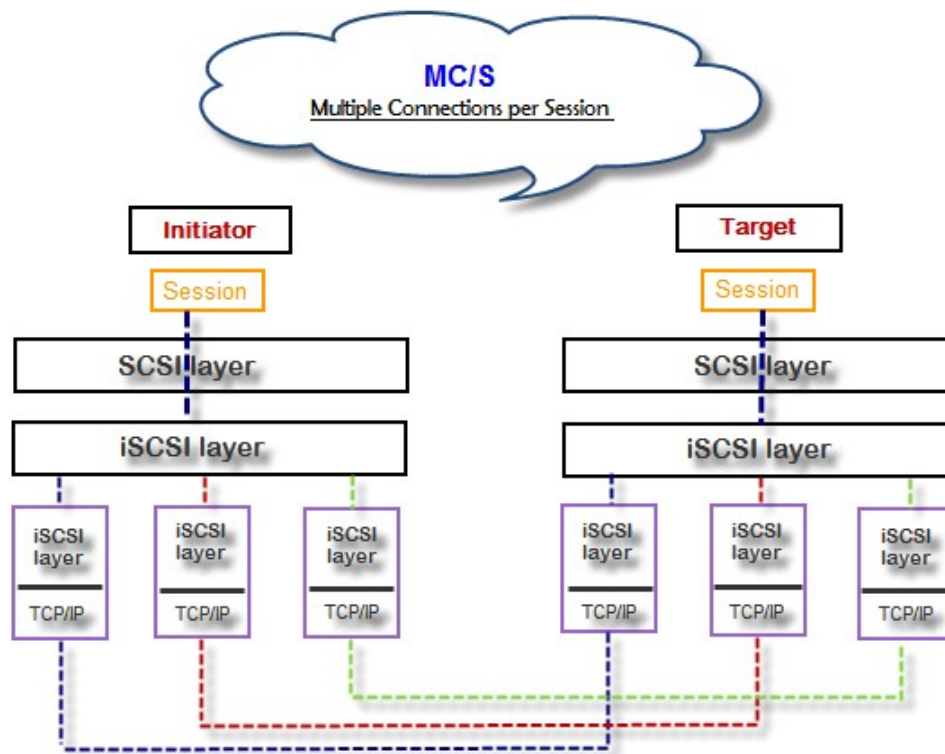 MC/S
Multiple Connections per Session
Initiator
Target
Session
Session
SCSI layer
SCSI layer
iSCSI layer
iSCSI layer
iSCSI
layer
TCP/IP
iSCSI
layer
TCP/IP
iSCSI
layer
TCP/IP
iSCSI
layer
TCP/IP
iSCSI
layer
TCP/IP
iSCSI
layer
TCP/IP